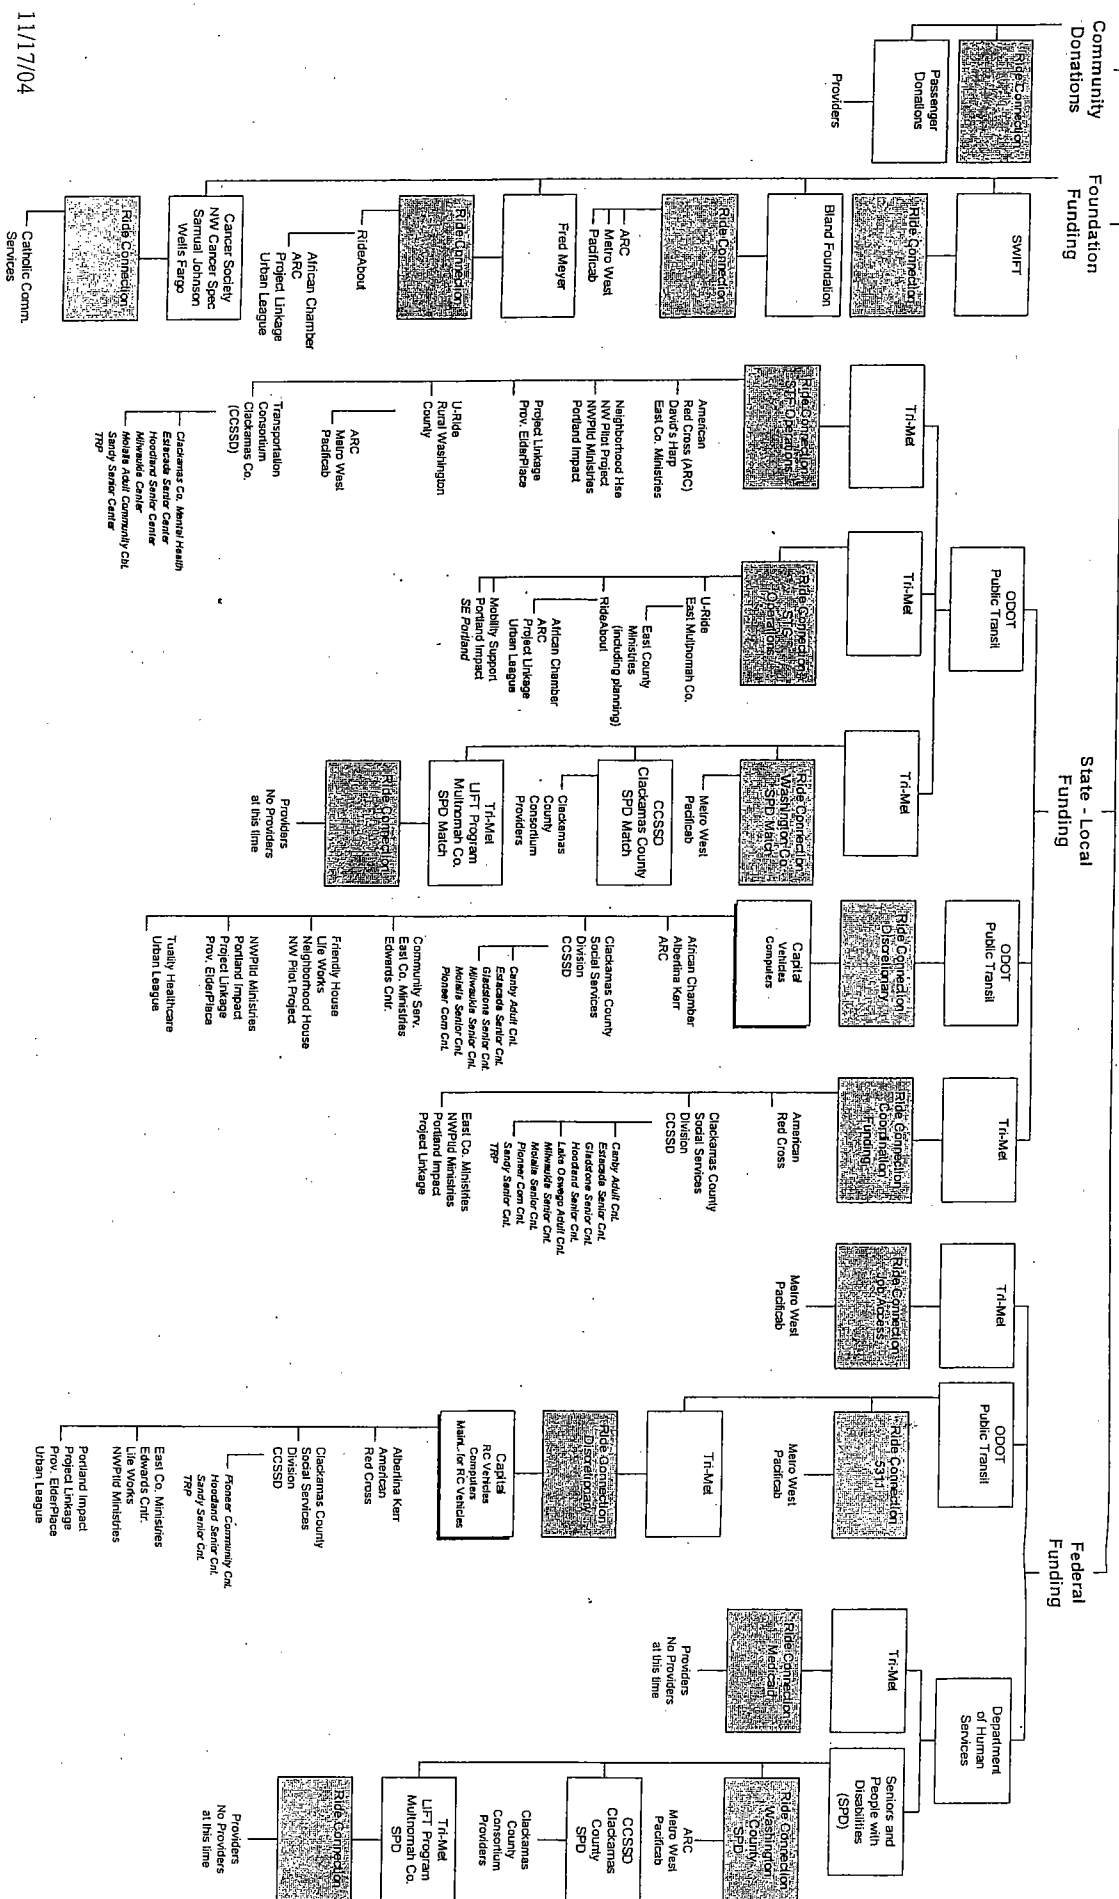 Community
Donations
Ride Connection
Passenger
Donations
Providers
Foundation
Funding
SWIFT
Ride Connection
Bland Foundation
Ride Connection
ARC
Metro West
Pacificab
Fred Meyer
Ride Connection
RideAbout
African Chamber
ARC
Project Linkage
Urban League
Cancer Society
NW Cancer Spec
Samual Johnson
Wells Fargo
Ride Connection
Catholic Comm.
Services
State - Local
Funding
ODOT
Public Transit
Tri-Met
Ride Connection
STF Operations
American
Red Cross (ARC)
David's Harp
East Co. Ministries
Neighborhood Hse
NW Pilot Project
NWPild Ministries
Portland Impact
Project Linkage
Prov. ElderPlace
U-Ride
Rural Washington
County
ARC
Metro West
Pacificab
Transportation
Consortium
Clackamas Co.
(CCSSD)
Clackamas Co. Mental Health
Estacada Senior Center
Hoodland Senior Center
Milwaukie Center
Molalla Adult Community Cbt.
Sandy Senior Center
TRP
Tri-Met
Ride Connection
Operations
U-Ride
East Multnomah Co.
East County
Ministries
(including planning)
RideAbout
African Chamber
ARC
Project Linkage
Urban League
Mobility Support
Portland Impact
SE Portland
Tri-Met
Ride Connection
Washington Co.
SPD Match
Metro West
Pacificab
CCSSD
Clackamas County
SPD Match
Clackamas
County
Consortium
Providers
Tri-Met
LIFT Program
Multnomah Co.
SPD Match
Ride Connection
Providers
No Providers
at this time
ODOT
Public Transit
Ride Connection
Discretionary
Capital
Vehicles
Computers
African Chamber
Albertina Kerr
ARC
Clackamas County
Social Services
Division
CCSSD
Canby Adult Cnt.
Estacada Senior Cnt.
Gladstone Senior Cnt.
Milwaukie Senior Cnt.
Molalla Senior Cnt.
Pioneer Com Cnt.
Community Serv.
East Co. Ministries
Edwards Cntr.
Friendly House
Life Works
Neighborhood House
NW Pilot Project
NWPild Ministries
Portland Impact
Project Linkage
Prov. ElderPlace
Tuality Healthcare
Urban League
Tri-Met
Ride Connection
Coordination
Funding
American
Red Cross
Clackamas County
Social Services
Division
CCSSD
Canby Adult Cnt.
Estacada Senior Cnt.
Gladstone Senior Cnt.
Hoodland Senior Cnt.
Lake Oswego Adult Cnt.
Milwaukie Senior Cnt.
Molalla Senior Cnt.
Pioneer Com Cnt.
Sandy Senior Cnt.
TRP
East Co. Ministries
NWPild Ministries
Portland Impact
Project Linkage
Federal
Funding
Tri-Met
Ride Connection
Job Access
Metro West
Pacificab
ODOT
Public Transit
Ride Connection
5311
Metro West
Pacificab
Tri-Met
Ride Connection
Discretionary
Capital
RC Vehicles
Computers
Maint. for RC Vehicles
Albertina Kerr
American
Red Cross
Clackamas County
Social Services
Division
CCSSD
Pioneer Community Cnt.
Hoodland Senior Cnt.
Sandy Senior Cnt.
TRP
East Co. Ministries
Edwards Cntr.
Life Works
NWPild Ministries
Portland Impact
Project Linkage
Prov. ElderPlace
Urban League
Department
of Human
Services
Tri-Met
Ride Connection
Medicaid
Providers
No Providers
at this time
Seniors and
People with
Disabilities
(SPD)
Ride Connection
Washington
County
SPD
ARC
Metro West
Pacificab
CCSSD
Clackamas
County
SPD
Clackamas
County
Consortium
Providers
Tri-Met
LIFT Program
Multnomah Co.
SPD
Ride Connection
Providers
No Providers
at this time
11/17/04